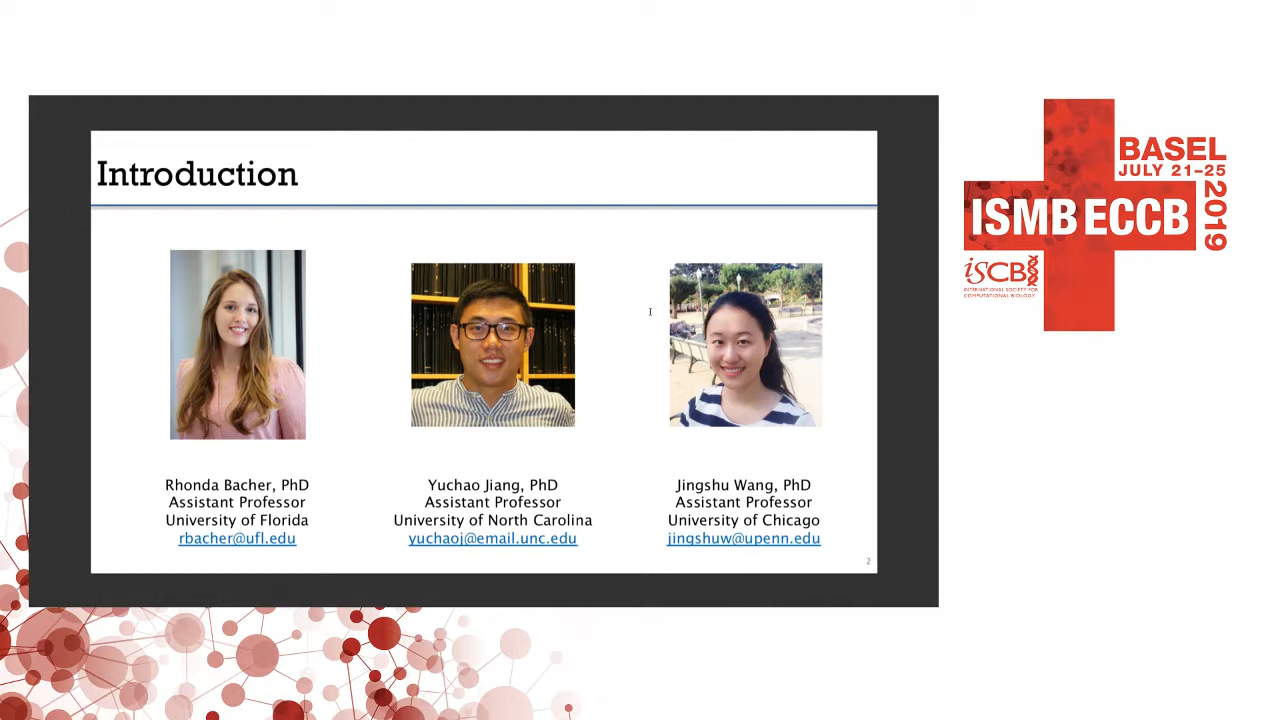 Introduction
Rhonda Bacher, PhD
Assistant Professor
University of Florida
rbacher@ufl.edu
Yuchao Jiang, PhD
Assistant Professor
University of North Carolina
yuchaoj@email.unc.edu
Jingshu Wang, PhD
Assistant Professor
University of Chicago
jingshuw@upenn.edu
2
BASEL
JULY 21–25
2019
ISMB ECCB
ISCB
INTERNATIONAL SOCIETY FOR
COMPUTATIONAL BIOLOGY